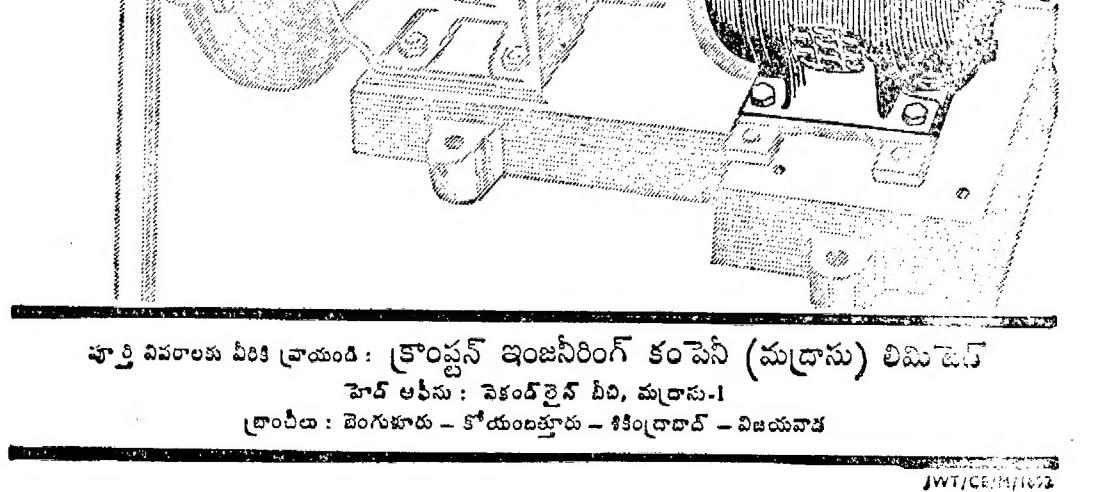 పూర్తి వివరాలకు వీరికి వ్రాయండి : క్రాంప్టన్ ఇంజనీరింగ్ కంపెనీ (మద్రాసు) లిమిటెడ్
హెడ్ ఆఫీసు : సెకండ్ లైన్ బీచి, మద్రాసు-1
బ్రాంచీలు : బెంగుళూరు – కోయంబత్తూరు – శికింద్రాబాద్ – విజయవాడ